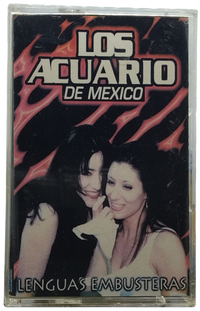 LOS
ACUARIO
DE MEXICO
LENGUAS EMBUSTERAS